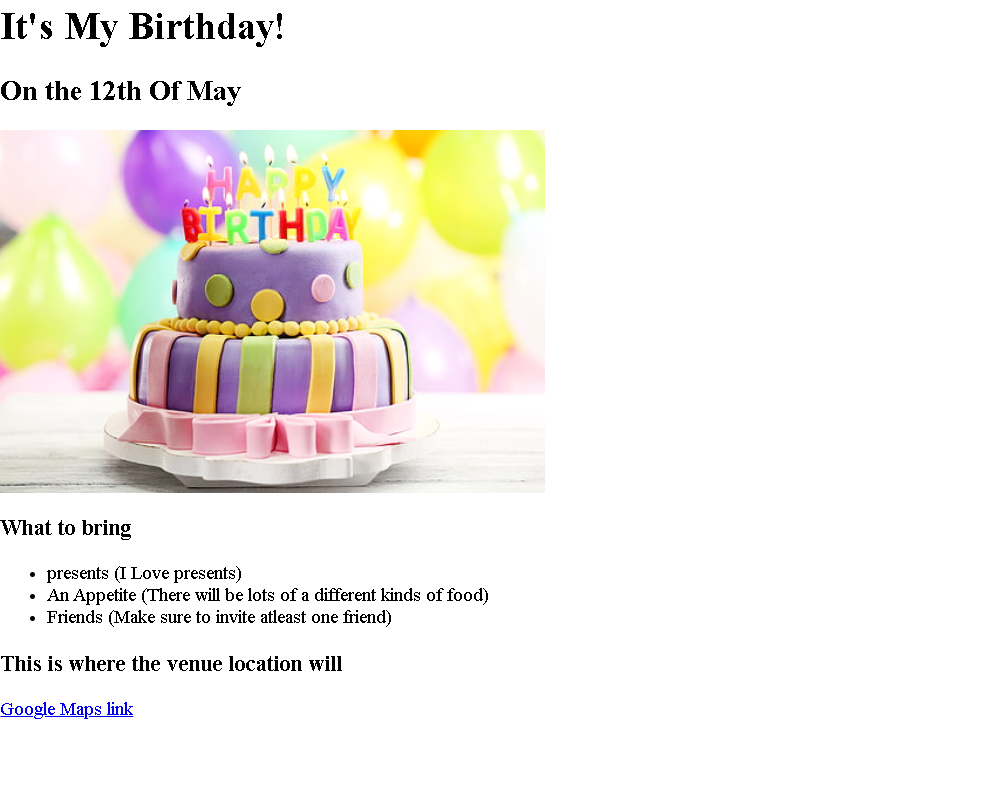 It's My Birthday!
On the 12th Of May
HAPPY
BIRTHDAY
What to bring
presents (I Love presents)
An Appetite (There will be lots of a different kinds of food)
Friends (Make sure to invite atleast one friend)
This is where the venue location will
Google Maps link